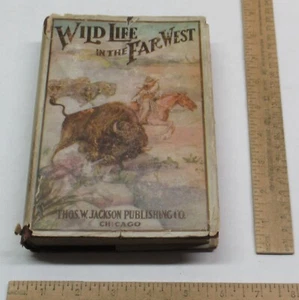 WILD LIFE
IN THE FAR WEST
THOS. W. JACKSON PUBLISHING CO.
CHICAGO